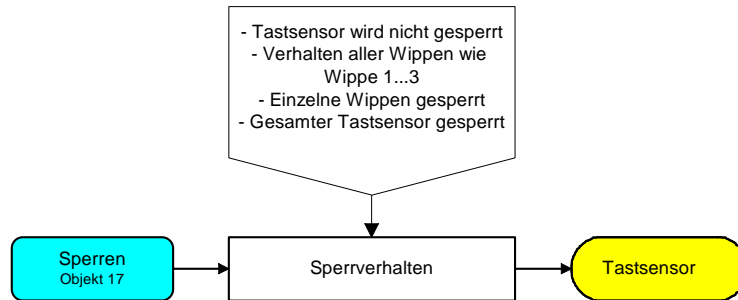 - Tastsensor wird nicht gesperrt
- Verhalten aller Wippen wie
Wippe 1...3
- Einzelne Wippen gesperrt
- Gesamter Tastsensor gesperrt
Sperren
Objekt 17
Sperrverhalten
Tastsensor